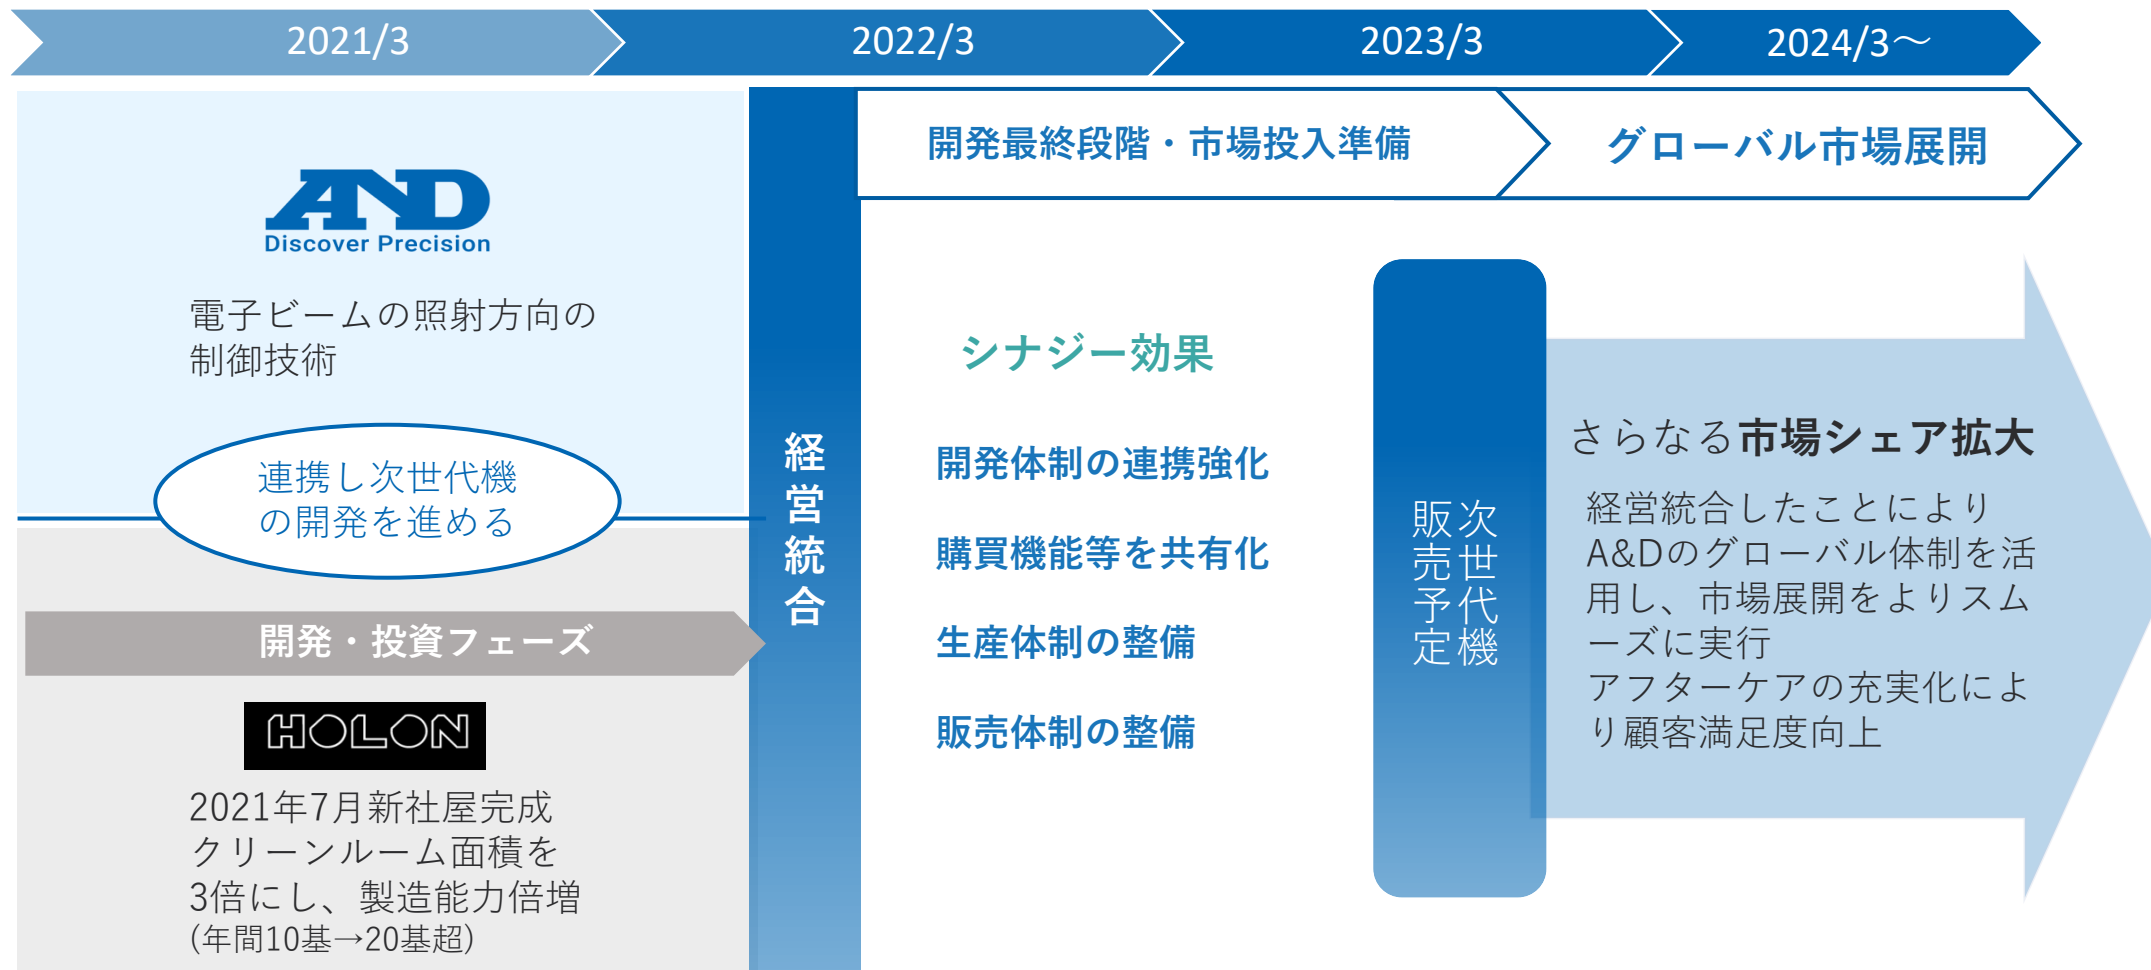 2021/3
2022/3
2023/3
2024/3～
AND
Discover Precision
電子ビームの照射方向の
制御技術
連携し次世代機
の開発を進める
開発・投資フェーズ
HOLON
2021年7月新社屋完成
クリーンルーム面積を
3倍にし、製造能力倍増
(年間10基→20基超)
経営統合
開発最終段階・市場投入準備
グローバル市場展開
シナジー効果
開発体制の連携強化
購買機能等を共有化
生産体制の整備
販売体制の整備
次世代機
販売予定
さらなる市場シェア拡大
経営統合したことにより
A&Dのグローバル体制を活
用し、市場展開をよりスム
ーズに実行
アフターケアの充実化によ
り顧客満足度向上